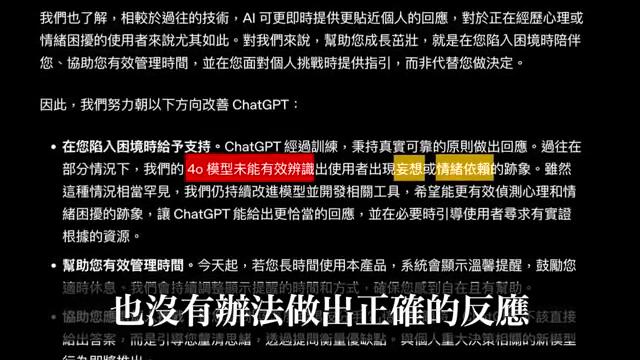 我們也了解，相較於過往的技術，AI 可更即時提供更貼近個人的回應，對於正在經歷心理或
情緒困擾的使用者來說尤其如此。對我們來說，幫助您成長茁壯，就是在您陷入困境時陪伴
您、協助您有效管理時間，並在您面對個人挑戰時提供指引，而非代替您做決定。
因此，我們努力朝以下方向改善 ChatGPT：
• 在您陷入困境時給予支持。ChatGPT 經過訓練，秉持真實可靠的原則做出回應。過往在
部分情況下，我們的 4o 模型未能有效辨識出使用者出現妄想或情緒依賴的跡象。雖然
這種情況相當罕見，我們仍持續改進模型並開發相關工具，希望能更有效偵測心理和情
緒困擾的跡象，讓 ChatGPT 能給出更恰當的回應，並在必要時引導使用者尋求有實證
根據的資源。
• 幫助您有效管理時間。今天起，若您長時間使用本產品，系統會顯示溫馨提醒，鼓勵您
適時休息。我們會持續調整顯示提醒的時間和方式，確保您感到自在且有幫助。
也沒有辦法做出正確的反應
• 協助您應
不該直接
給出答案，而是引導您釐清思緒，透過提問衡量優缺點。與個人重大決策相關的新模型
行為即將推出。